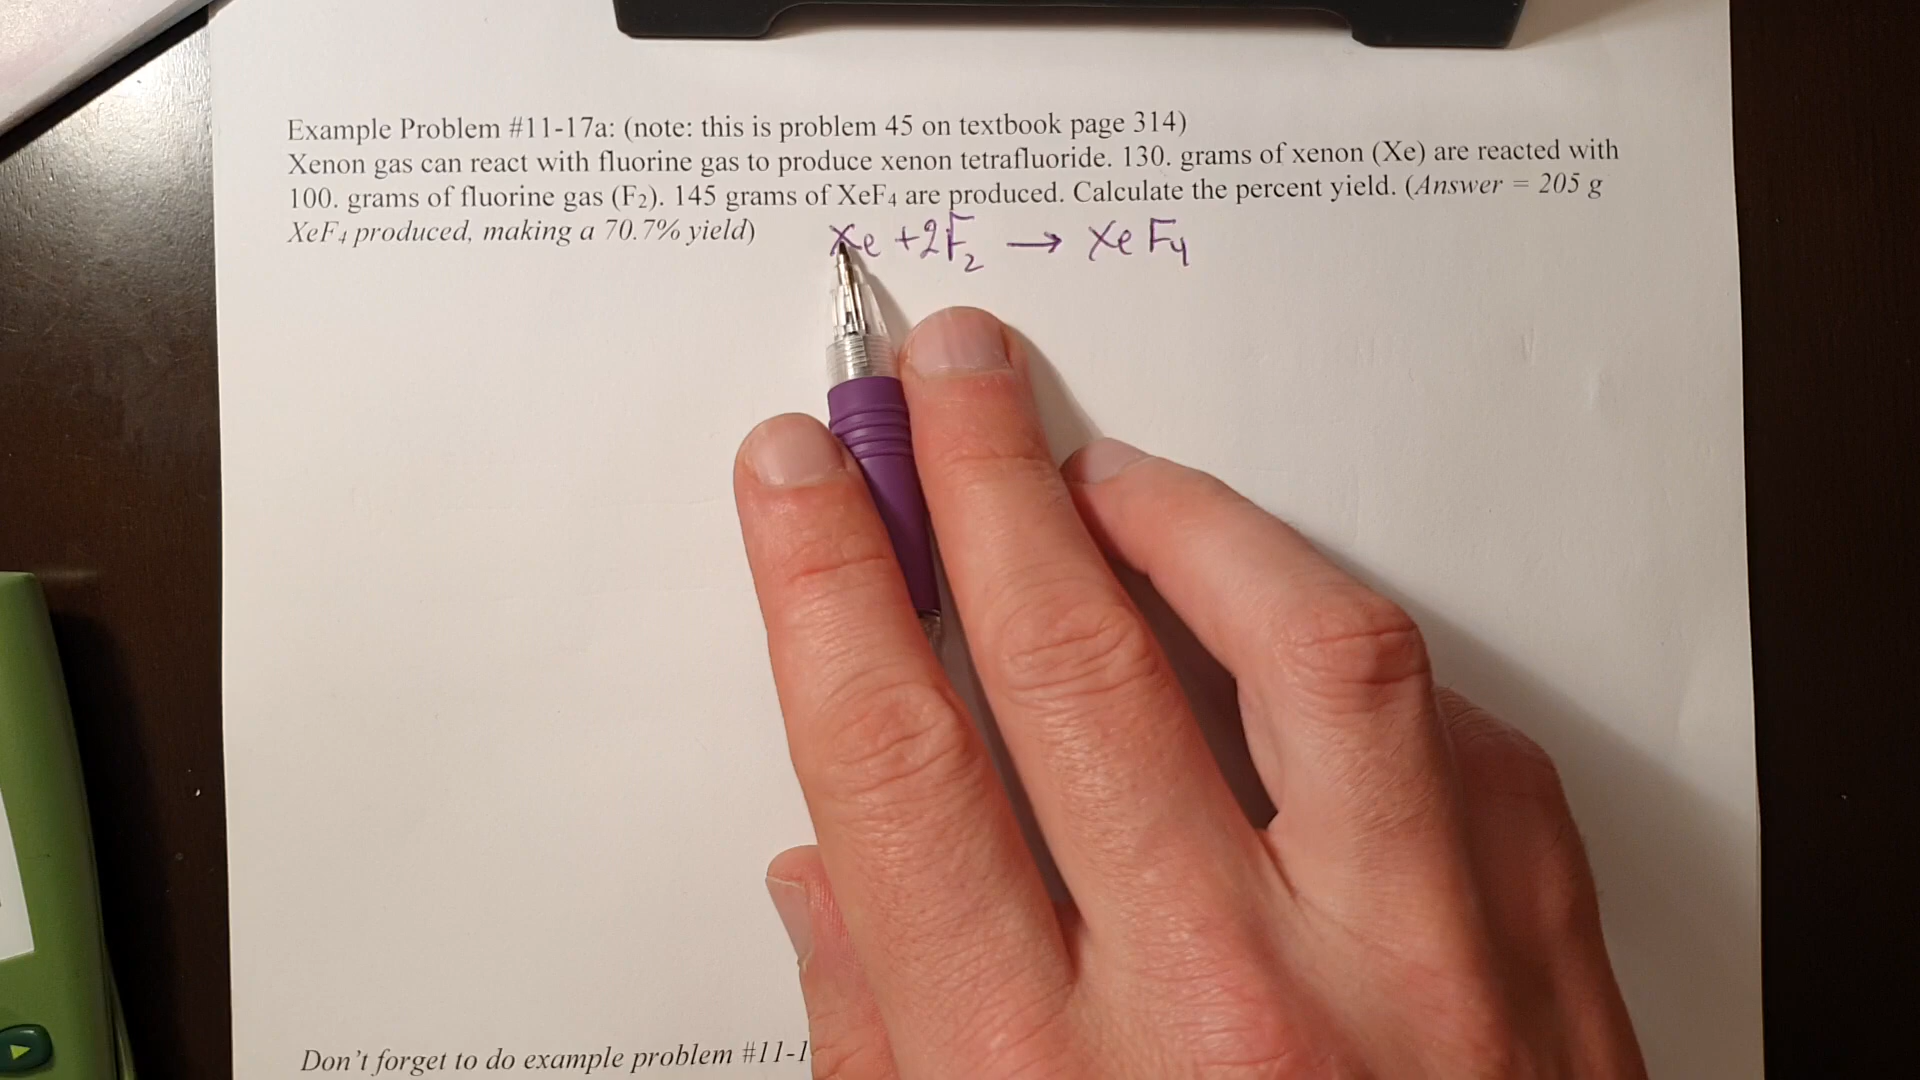 Example Problem #11-17a: (note: this is problem 45 on textbook page 314)
Xenon gas can react with fluorine gas to produce xenon tetrafluoride. 130. grams of xenon (Xe) are reacted with
100. grams of fluorine gas (F₂). 145 grams of XeF₄ are produced. Calculate the percent yield. (Answer = 205 g
XeF₄ produced, making a 70.7% yield)
Xe + 2F₂ → XeF₄
Don't forget to do example problem #11-1